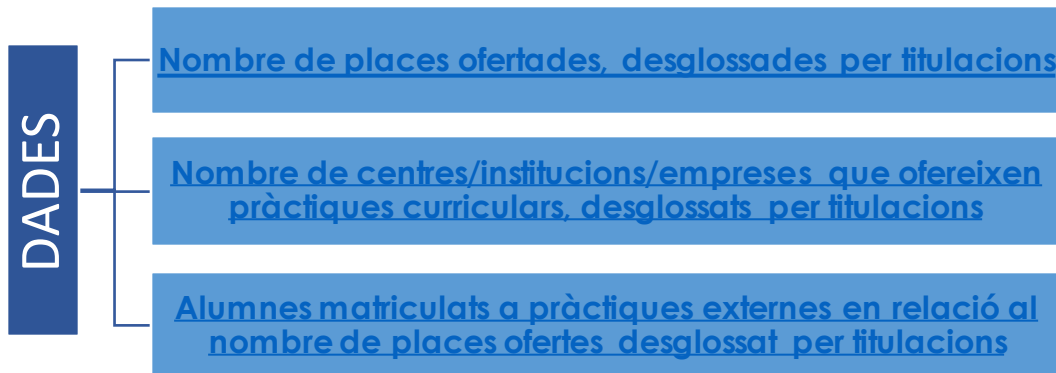 DADES
Nombre de places ofertades, desglossades per titulacions
Nombre de centres/institucions/empreses que ofereixen
pràctiques curriculars, desglossats per titulacions
Alumnes matriculats a pràctiques externes en relació al
nombre de places ofertes desglossat per titulacions